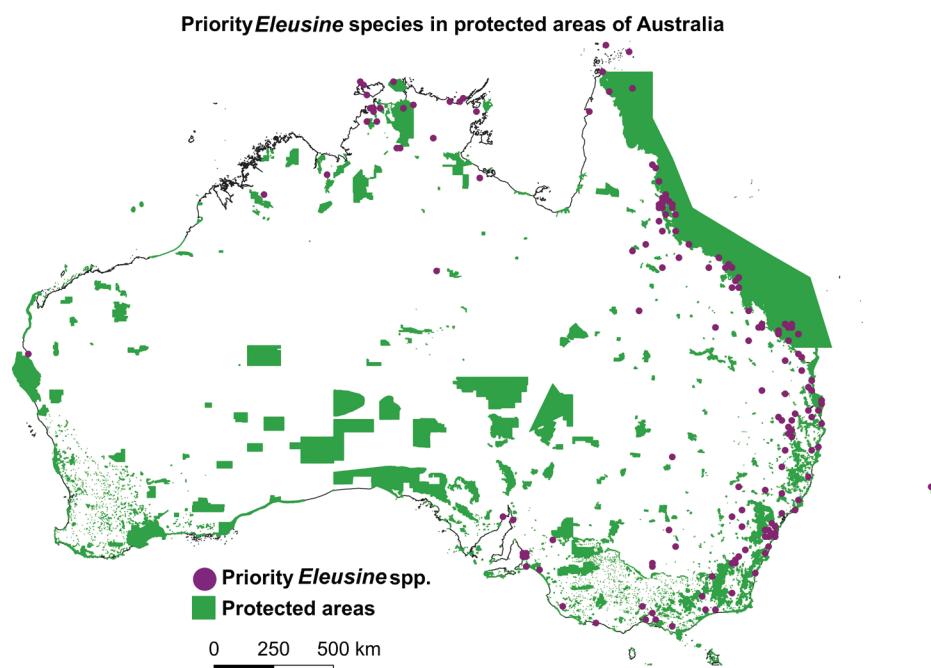 Priority Eleusine species in protected areas of Australia
Priority Eleusine spp.
Protected areas
0 250 500 km